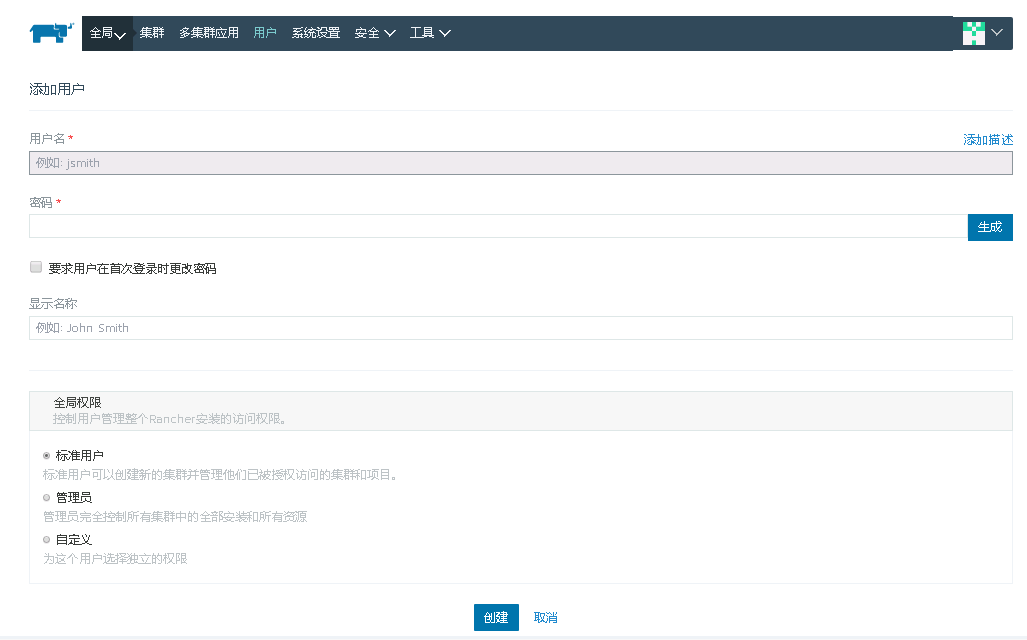 全局 集群 多集群应用 用户 系统设置 安全 工具
添加用户
用户名*
添加描述
例如: jsmith
密码*
生成
要求用户在首次登录时更改密码
显示名称
例如: John Smith
全局权限
控制用户管理整个Rancher安装的访问权限。
标准用户
标准用户可以创建新的集群并管理他们已被授权访问的集群和项目。
管理员
管理员完全控制所有集群中的全部安装和所有资源
自定义
为这个用户选择独立的权限
创建 取消